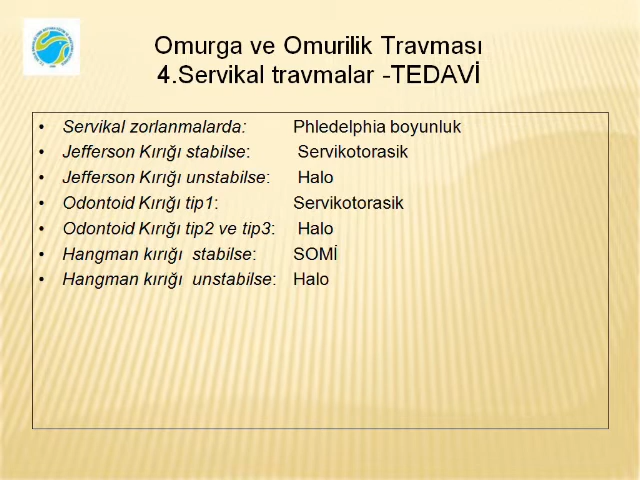 Omurga ve Omurilik Travması
4.Servikal travmalar -TEDAVİ
• Servikal zorlanmalarda: Phledelphia boyunluk
• Jefferson Kırığı stabilse: Servikotorasik
• Jefferson Kırığı unstabilse: Halo
• Odontoid Kırığı tip1: Servikotorasik
• Odontoid Kırığı tip2 ve tip3: Halo
• Hangman kırığı stabilse: SOMİ
• Hangman kırığı unstabilse: Halo